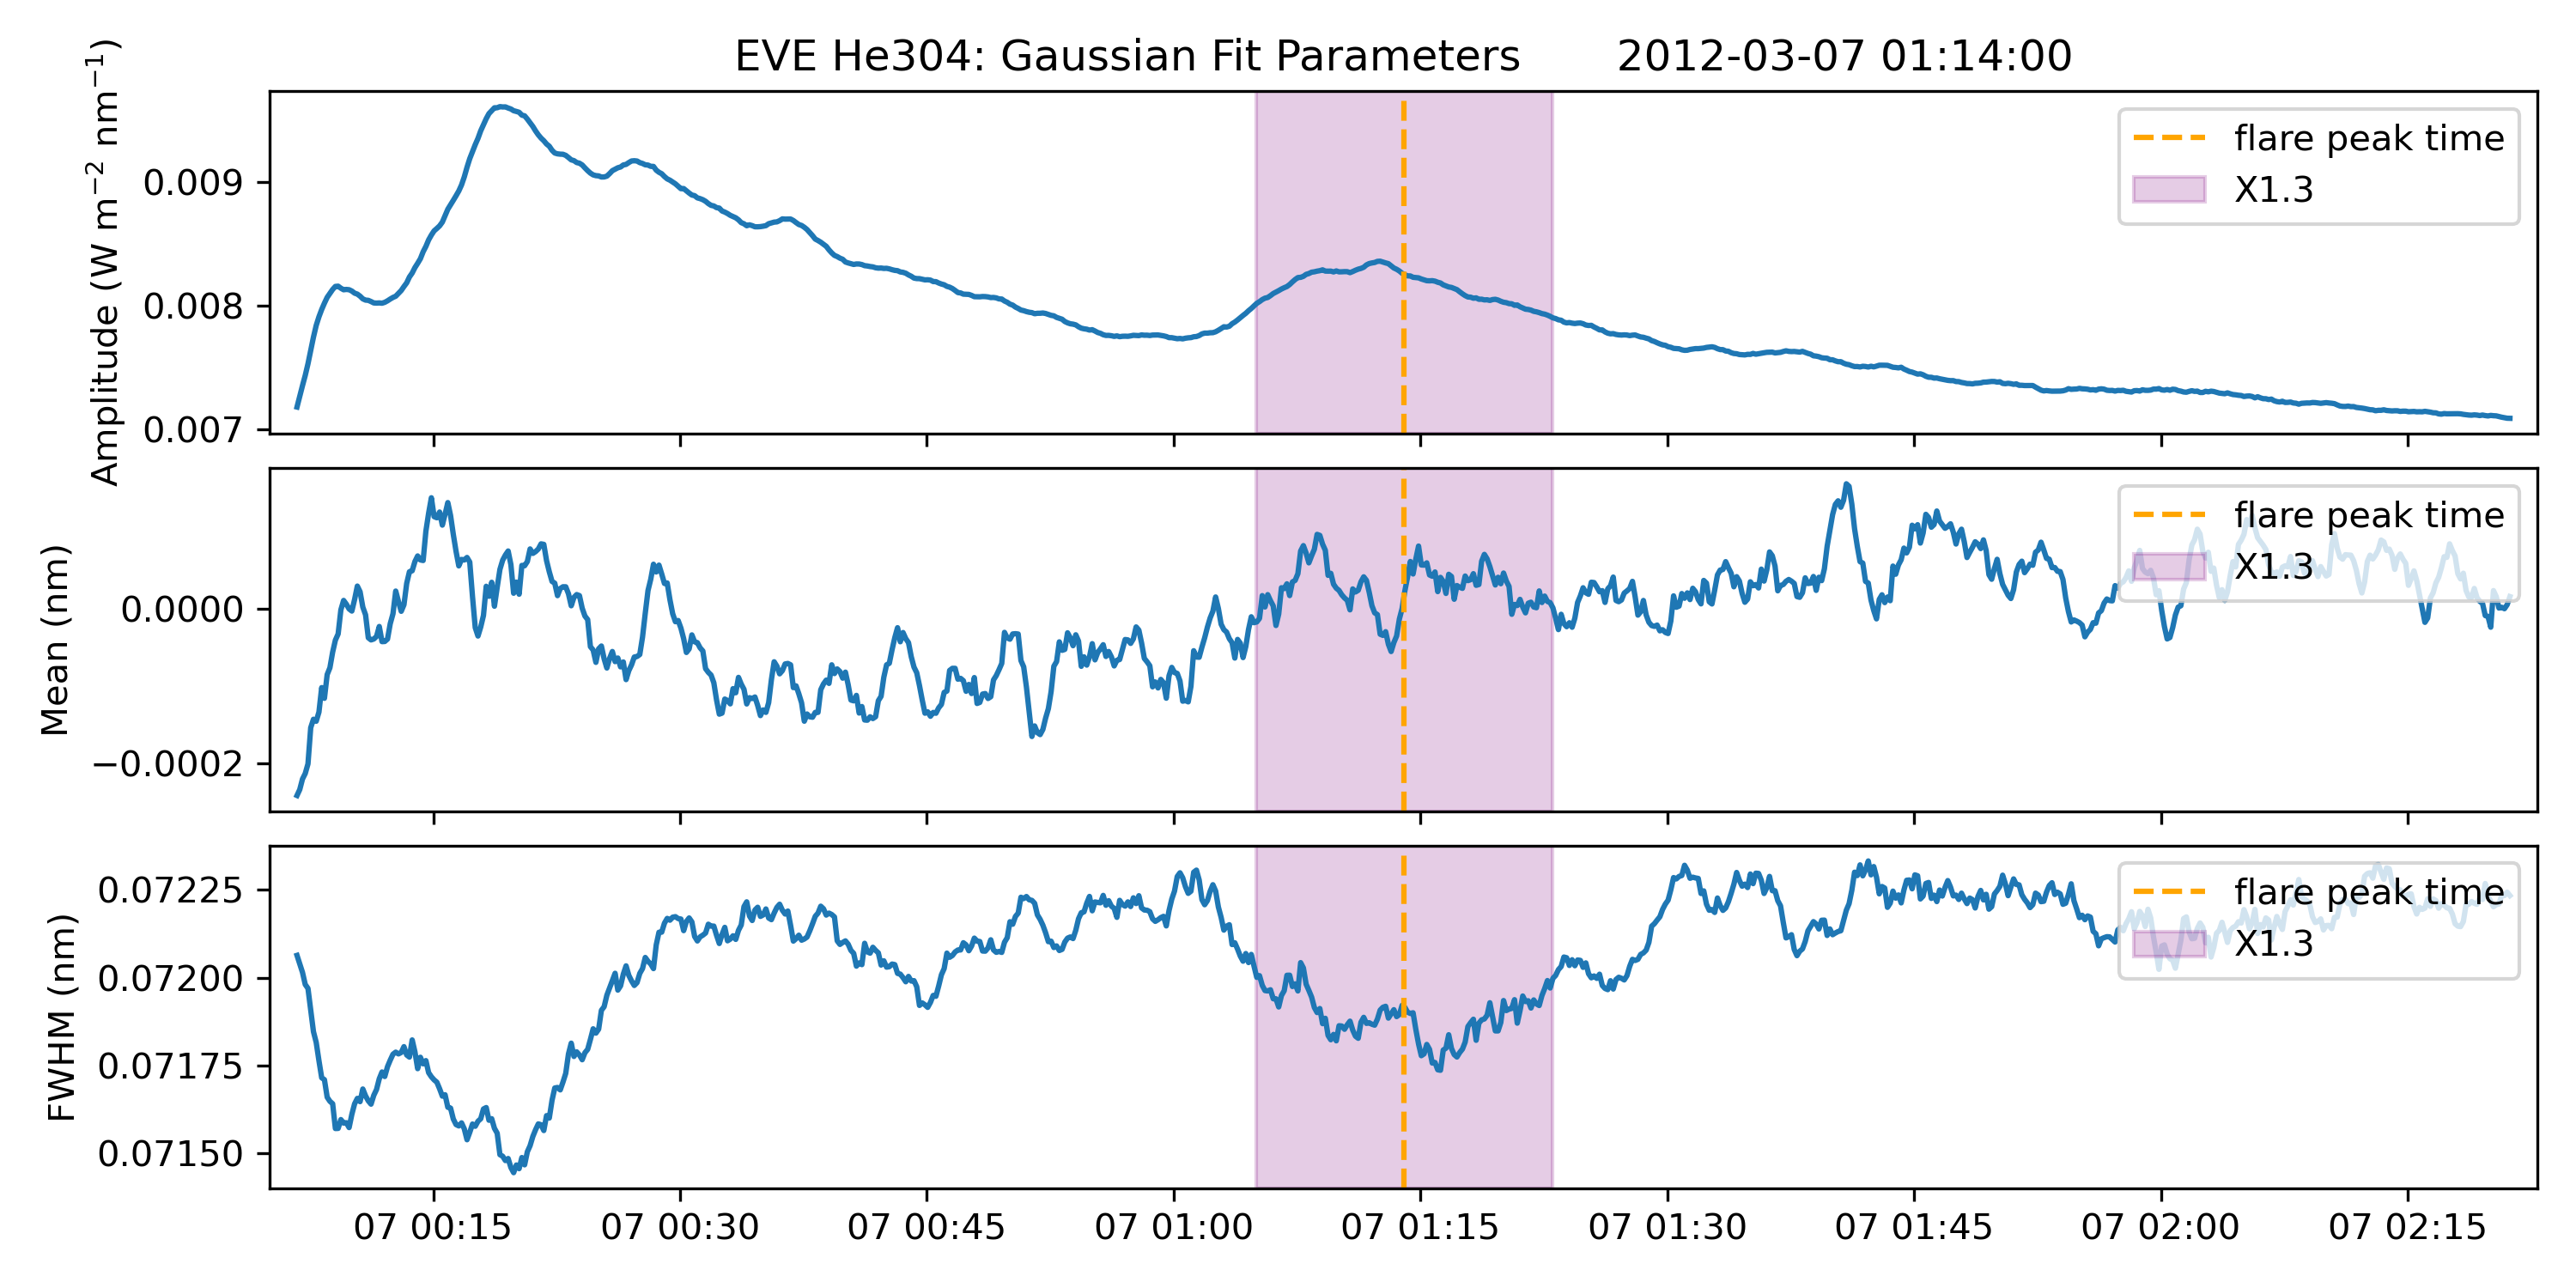 EVE He304: Gaussian Fit Parameters 2012-03-07 01:14:00
Amplitude (W m⁻² nm⁻¹)
0.009
0.008
0.007
flare peak time
X1.3
Mean (nm)
0.0000
−0.0002
flare peak time
X1.3
FWHM (nm)
0.07225
0.07200
0.07175
0.07150
flare peak time
X1.3
07 00:15 07 00:30 07 00:45 07 01:00 07 01:15 07 01:30 07 01:45 07 02:00 07 02:15